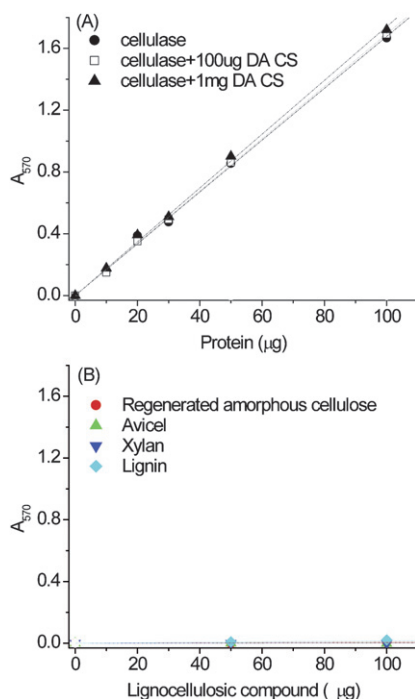 (A)
cellulase
cellulase+100ug DA CS
cellulase+1mg DA CS
1.6
1.2
0.8
0.4
0.0
A570
0 20 40 60 80 100
Protein (μg)
(B)
Regenerated amorphous cellulose
Avicel
Xylan
Lignin
1.6
1.2
0.8
0.4
0.0
A570
0 20 40 60 80 100
Lignocellulosic compound ( μg)